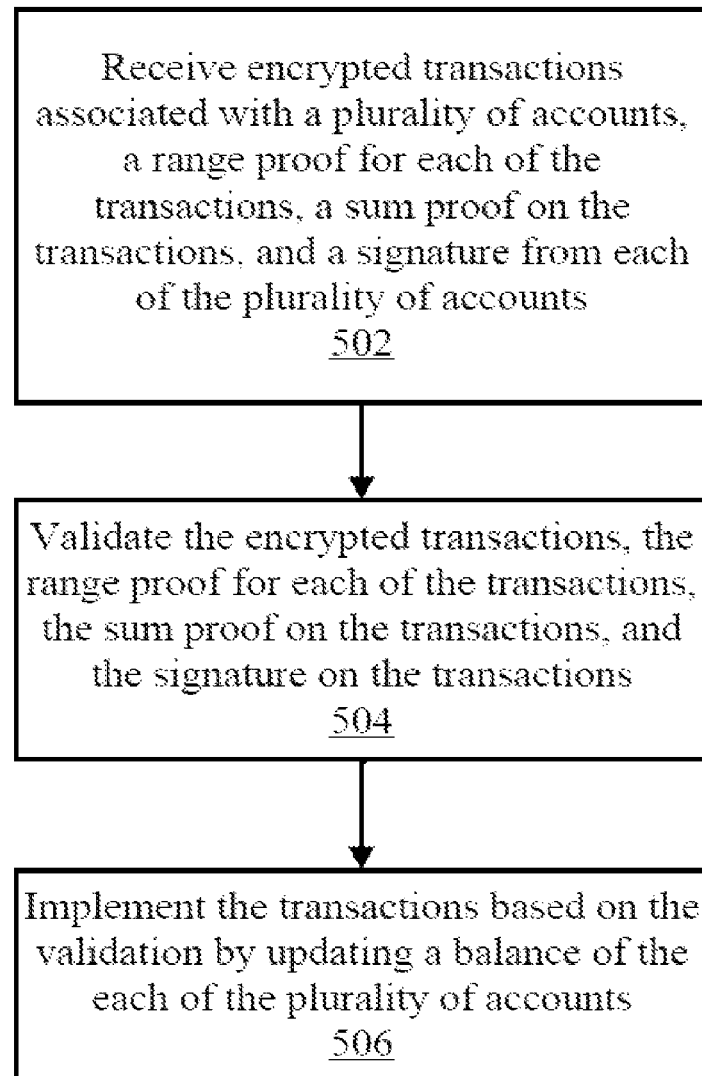 Receive encrypted transactions
associated with a plurality of accounts,
a range proof for each of the
transactions, a sum proof on the
transactions, and a signature from each
of the plurality of accounts
502
Validate the encrypted transactions, the
range proof for each of the transactions,
the sum proof on the transactions, and
the signature on the transactions
504
Implement the transactions based on the
validation by updating a balance of the
each of the plurality of accounts
506